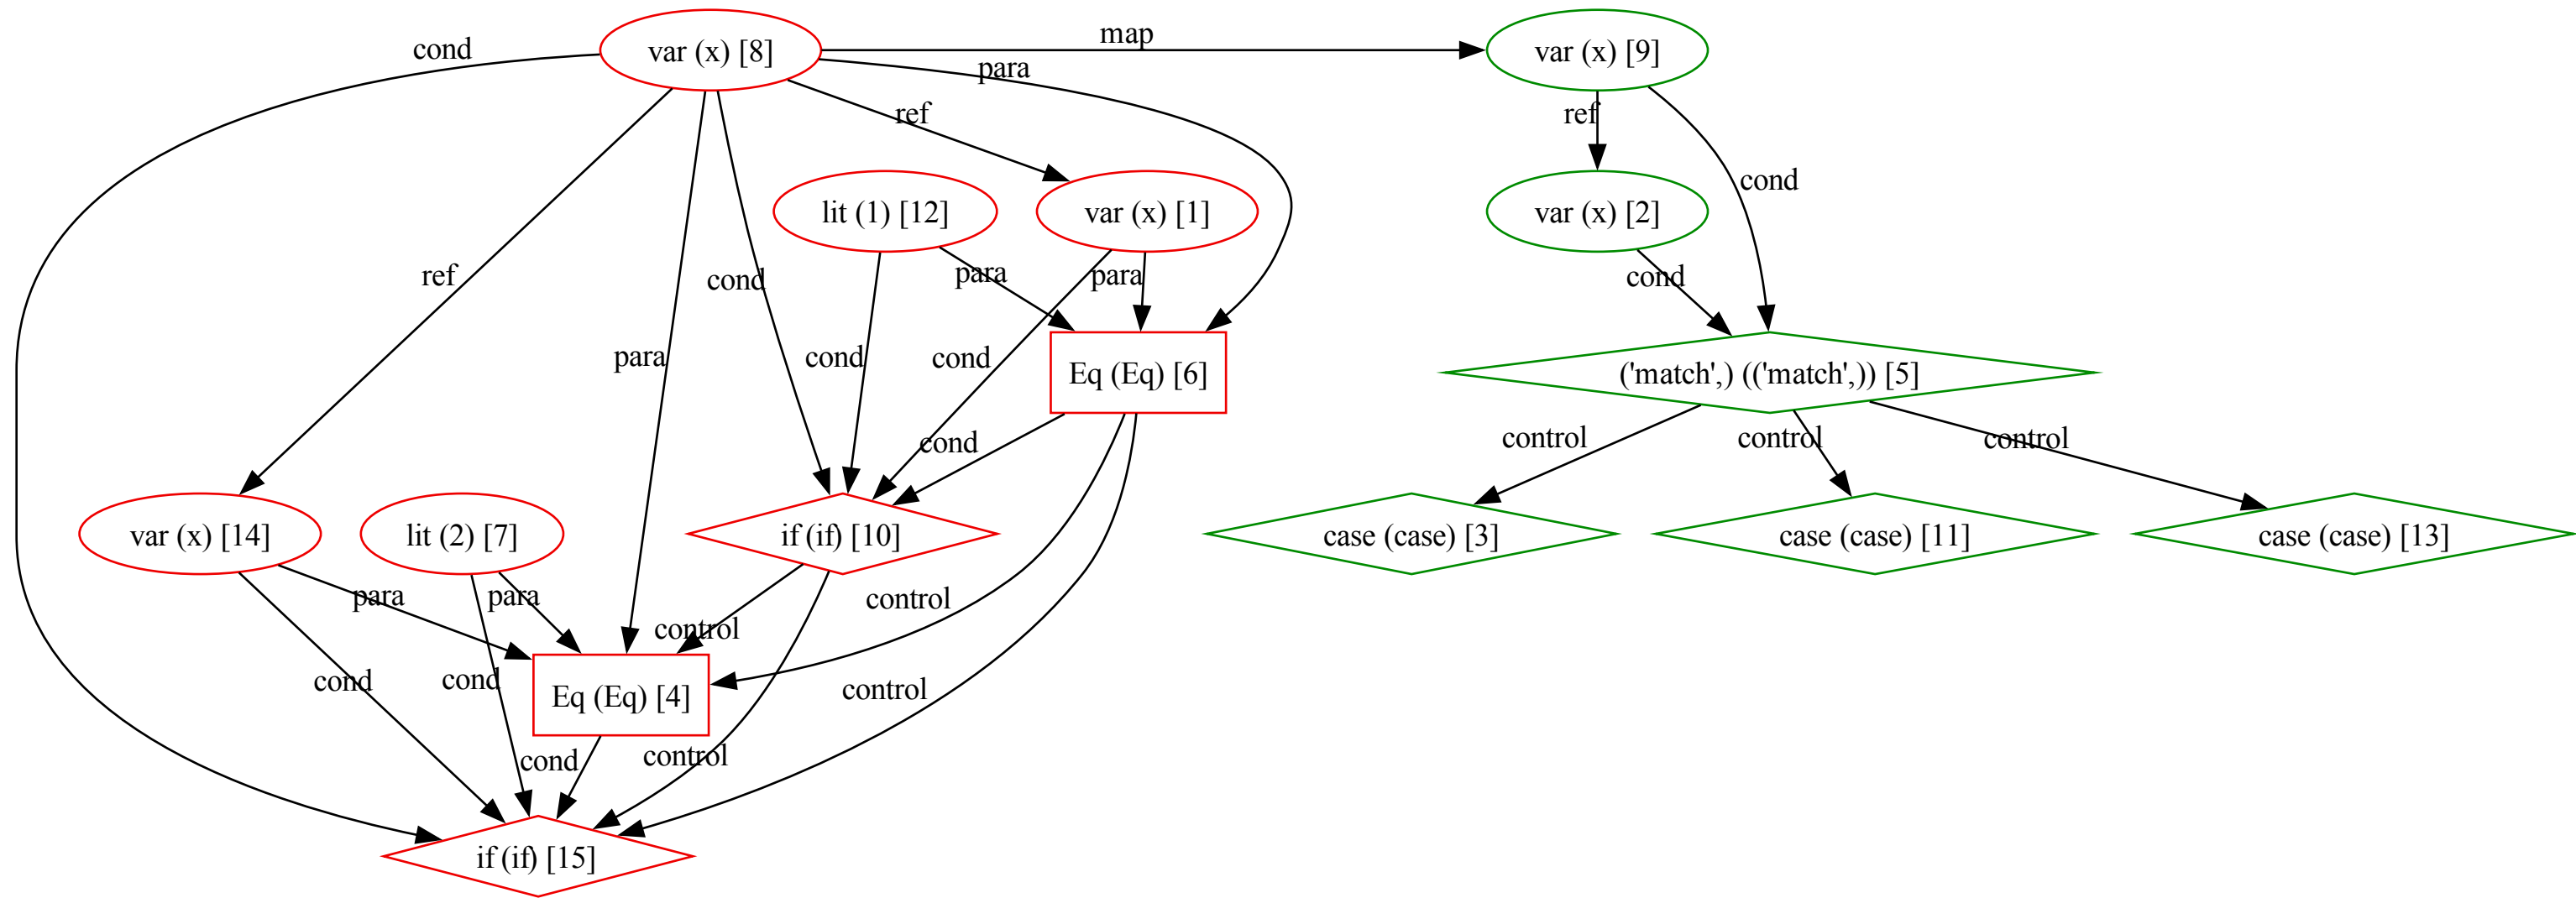 cond
var (x) [8]
map
var (x) [9]
para
ref
ref
lit (1) [12]
var (x) [1]
var (x) [2]
cond
ref
cond
para
para
cond
para
cond
cond
Eq (Eq) [6]
('match',) (('match',)) [5]
cond
control
control
control
var (x) [14]
lit (2) [7]
if (if) [10]
case (case) [3]
case (case) [11]
case (case) [13]
para
para
control
control
cond
cond
Eq (Eq) [4]
control
cond
control
if (if) [15]